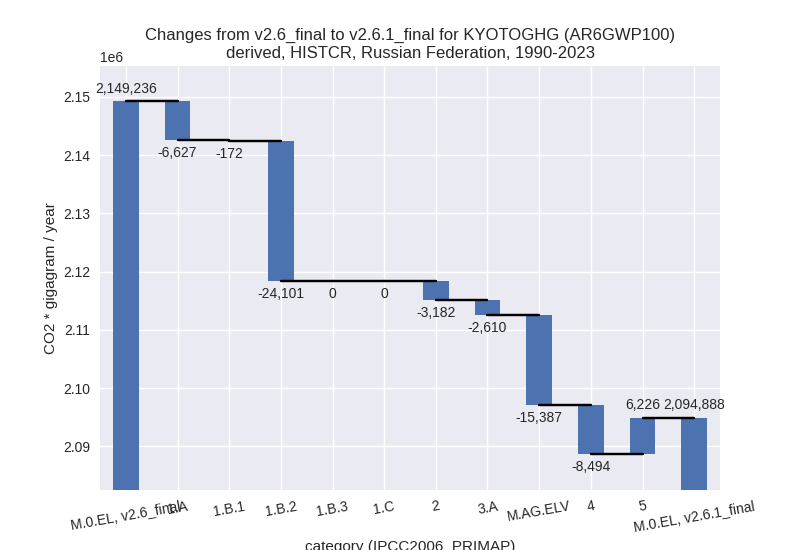 Changes from v2.6_final to v2.6.1_final for KYOTOGHG (AR6GWP100)
derived, HISTCR, Russian Federation, 1990-2023
1e6
2,149,236
2.15
-6,627
-172
2.14
2.13
2.12
-24,101
0
0
-3,182
-2,610
2.11
2.10
6,226
2,094,888
-15,387
2.09
-8,494
CO2 * gigagram / year
M.0.EL, v2.6_final
1.A
1.B.1
1.B.2
1.B.3
1.C
2
3.A
M.AG.ELV
4
5
M.0.EL, v2.6.1_final
category (IPCC2006_PRIMAP)